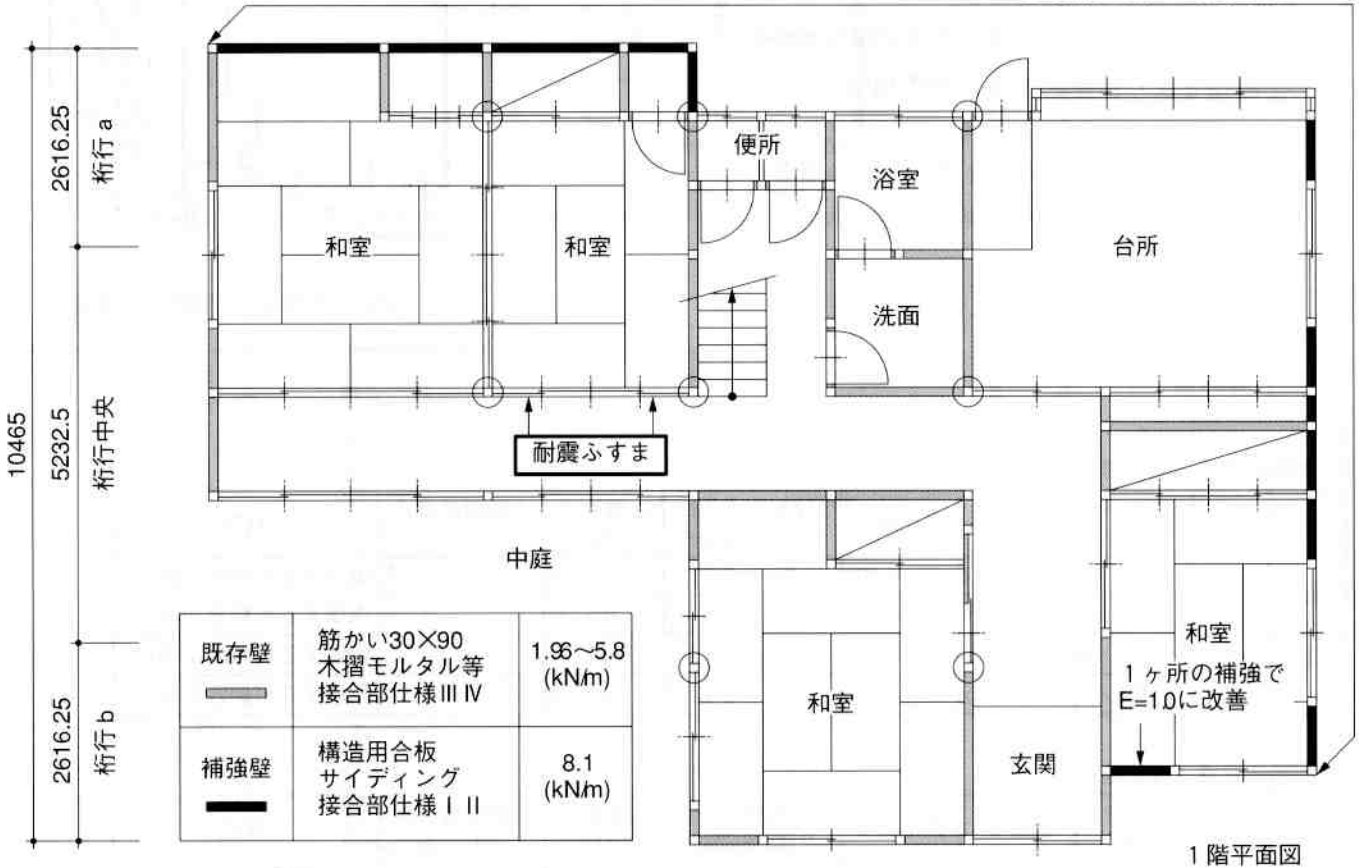 10465
2616.25
桁行 a
5232.5
桁行中央
2616.25
桁行 b
便所
浴室
和室
和室
台所
洗面
耐震ふすま
中庭
既存壁
筋かい30×90
木摺モルタル等
接合部仕様ⅢⅣ
1.96~5.8
(kN/m)
補強壁
構造用合板
サイディング
接合部仕様ⅠⅡ
8.1
(kN/m)
和室
和室
1ヶ所の補強で
E=1.0に改善
玄関
1階平面図